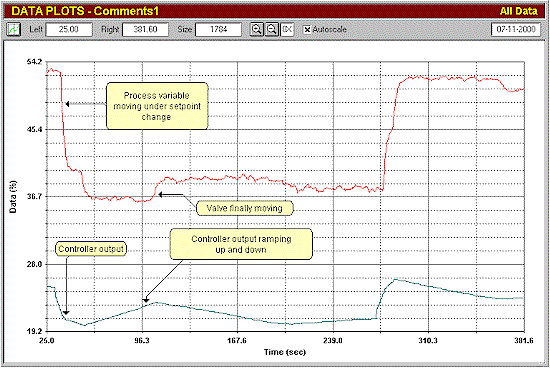 DATA PLOTS - Comments1 All Data
Left 25.00 Right 381.60 Size 1784 0X Autoscale 07-11-2000
54.2
45.4
36.7
28.0
19.2
Data (%)
Process variable
moving under setpoint
change
Valve finally moving
Controller output
Controller output ramping
up and down
25.0 96.3 167.6 239.0 310.3 381.6
Time (sec)